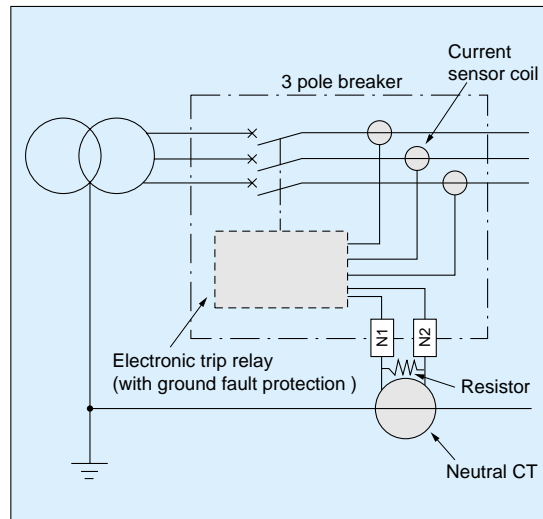 Current
sensor coil
3 pole breaker
N1
N2
Electronic trip relay
(with ground fault protection )
Resistor
Neutral CT